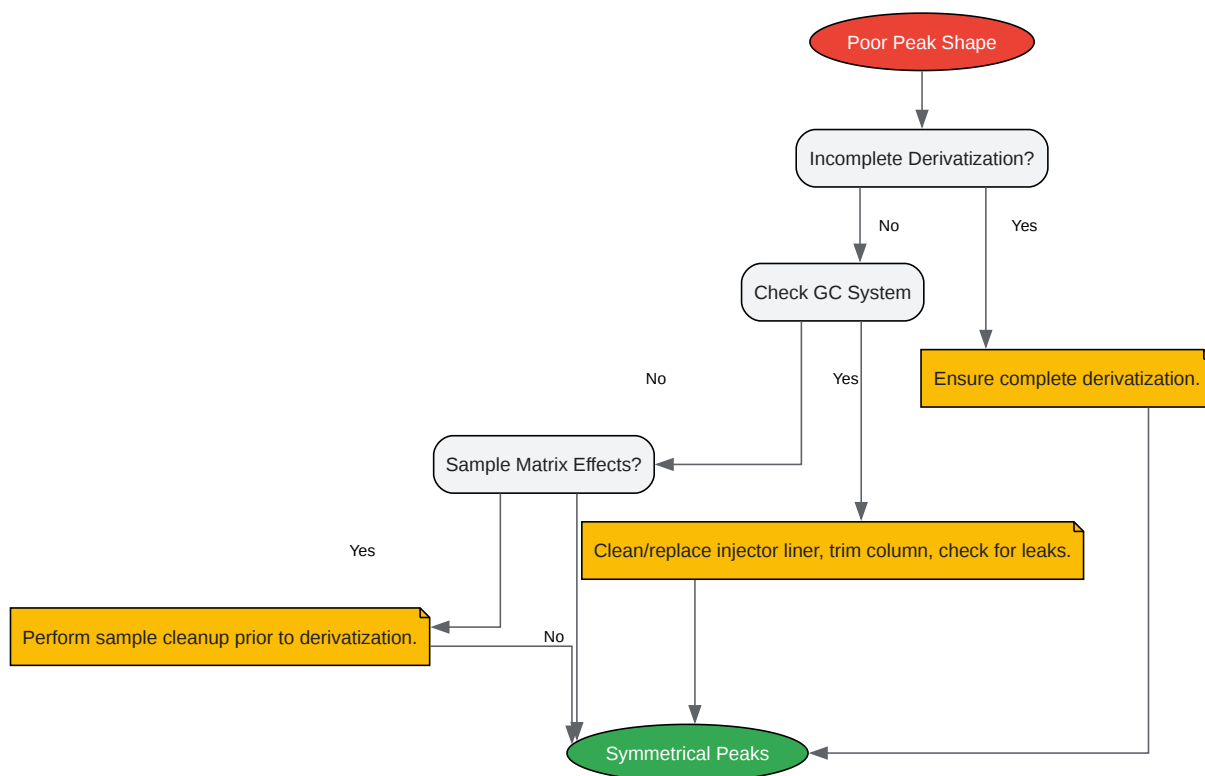 Poor Peak Shape
Incomplete Derivatization?
No
Yes
Check GC System
No
Yes
Ensure complete derivatization.
Sample Matrix Effects?
Yes
Clean/replace injector liner, trim column, check for leaks.
Perform sample cleanup prior to derivatization.
No
Symmetrical Peaks